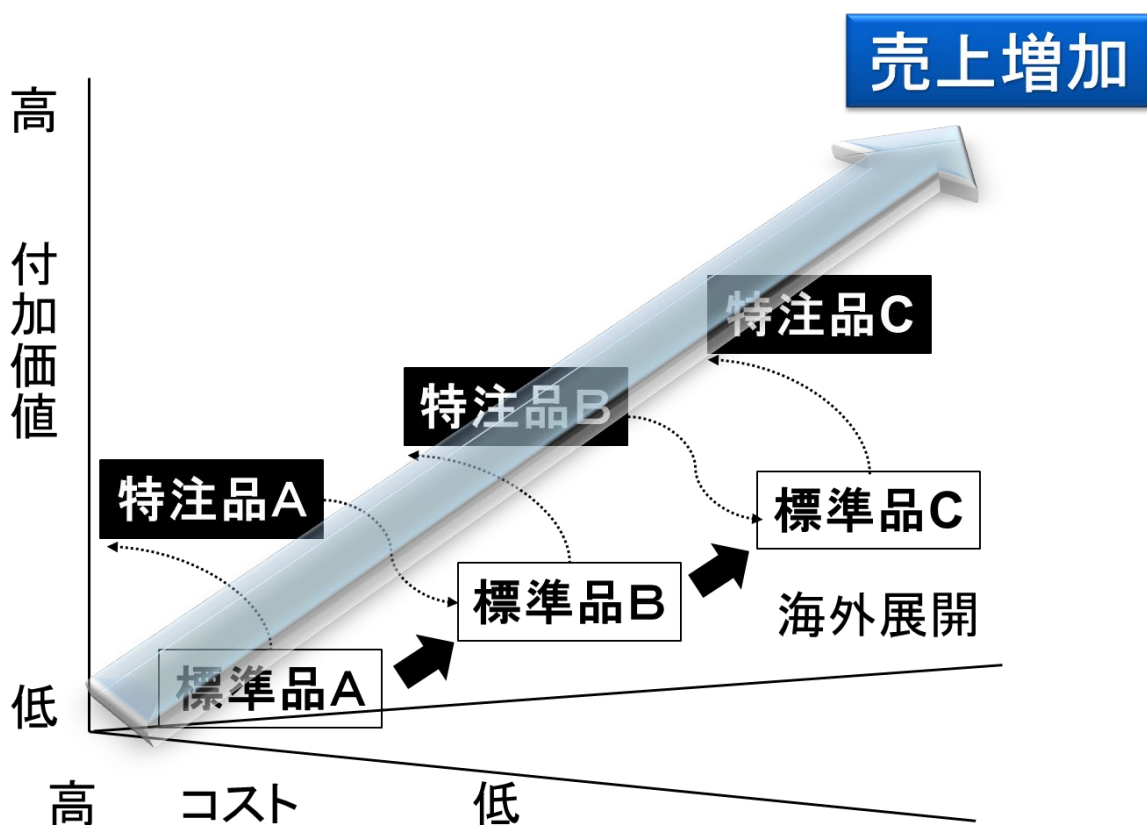 売上増加
高
付加価値
特注品C
特注品B
特注品A
標準品C
標準品B
標準品A
海外展開
低
高 コスト 低